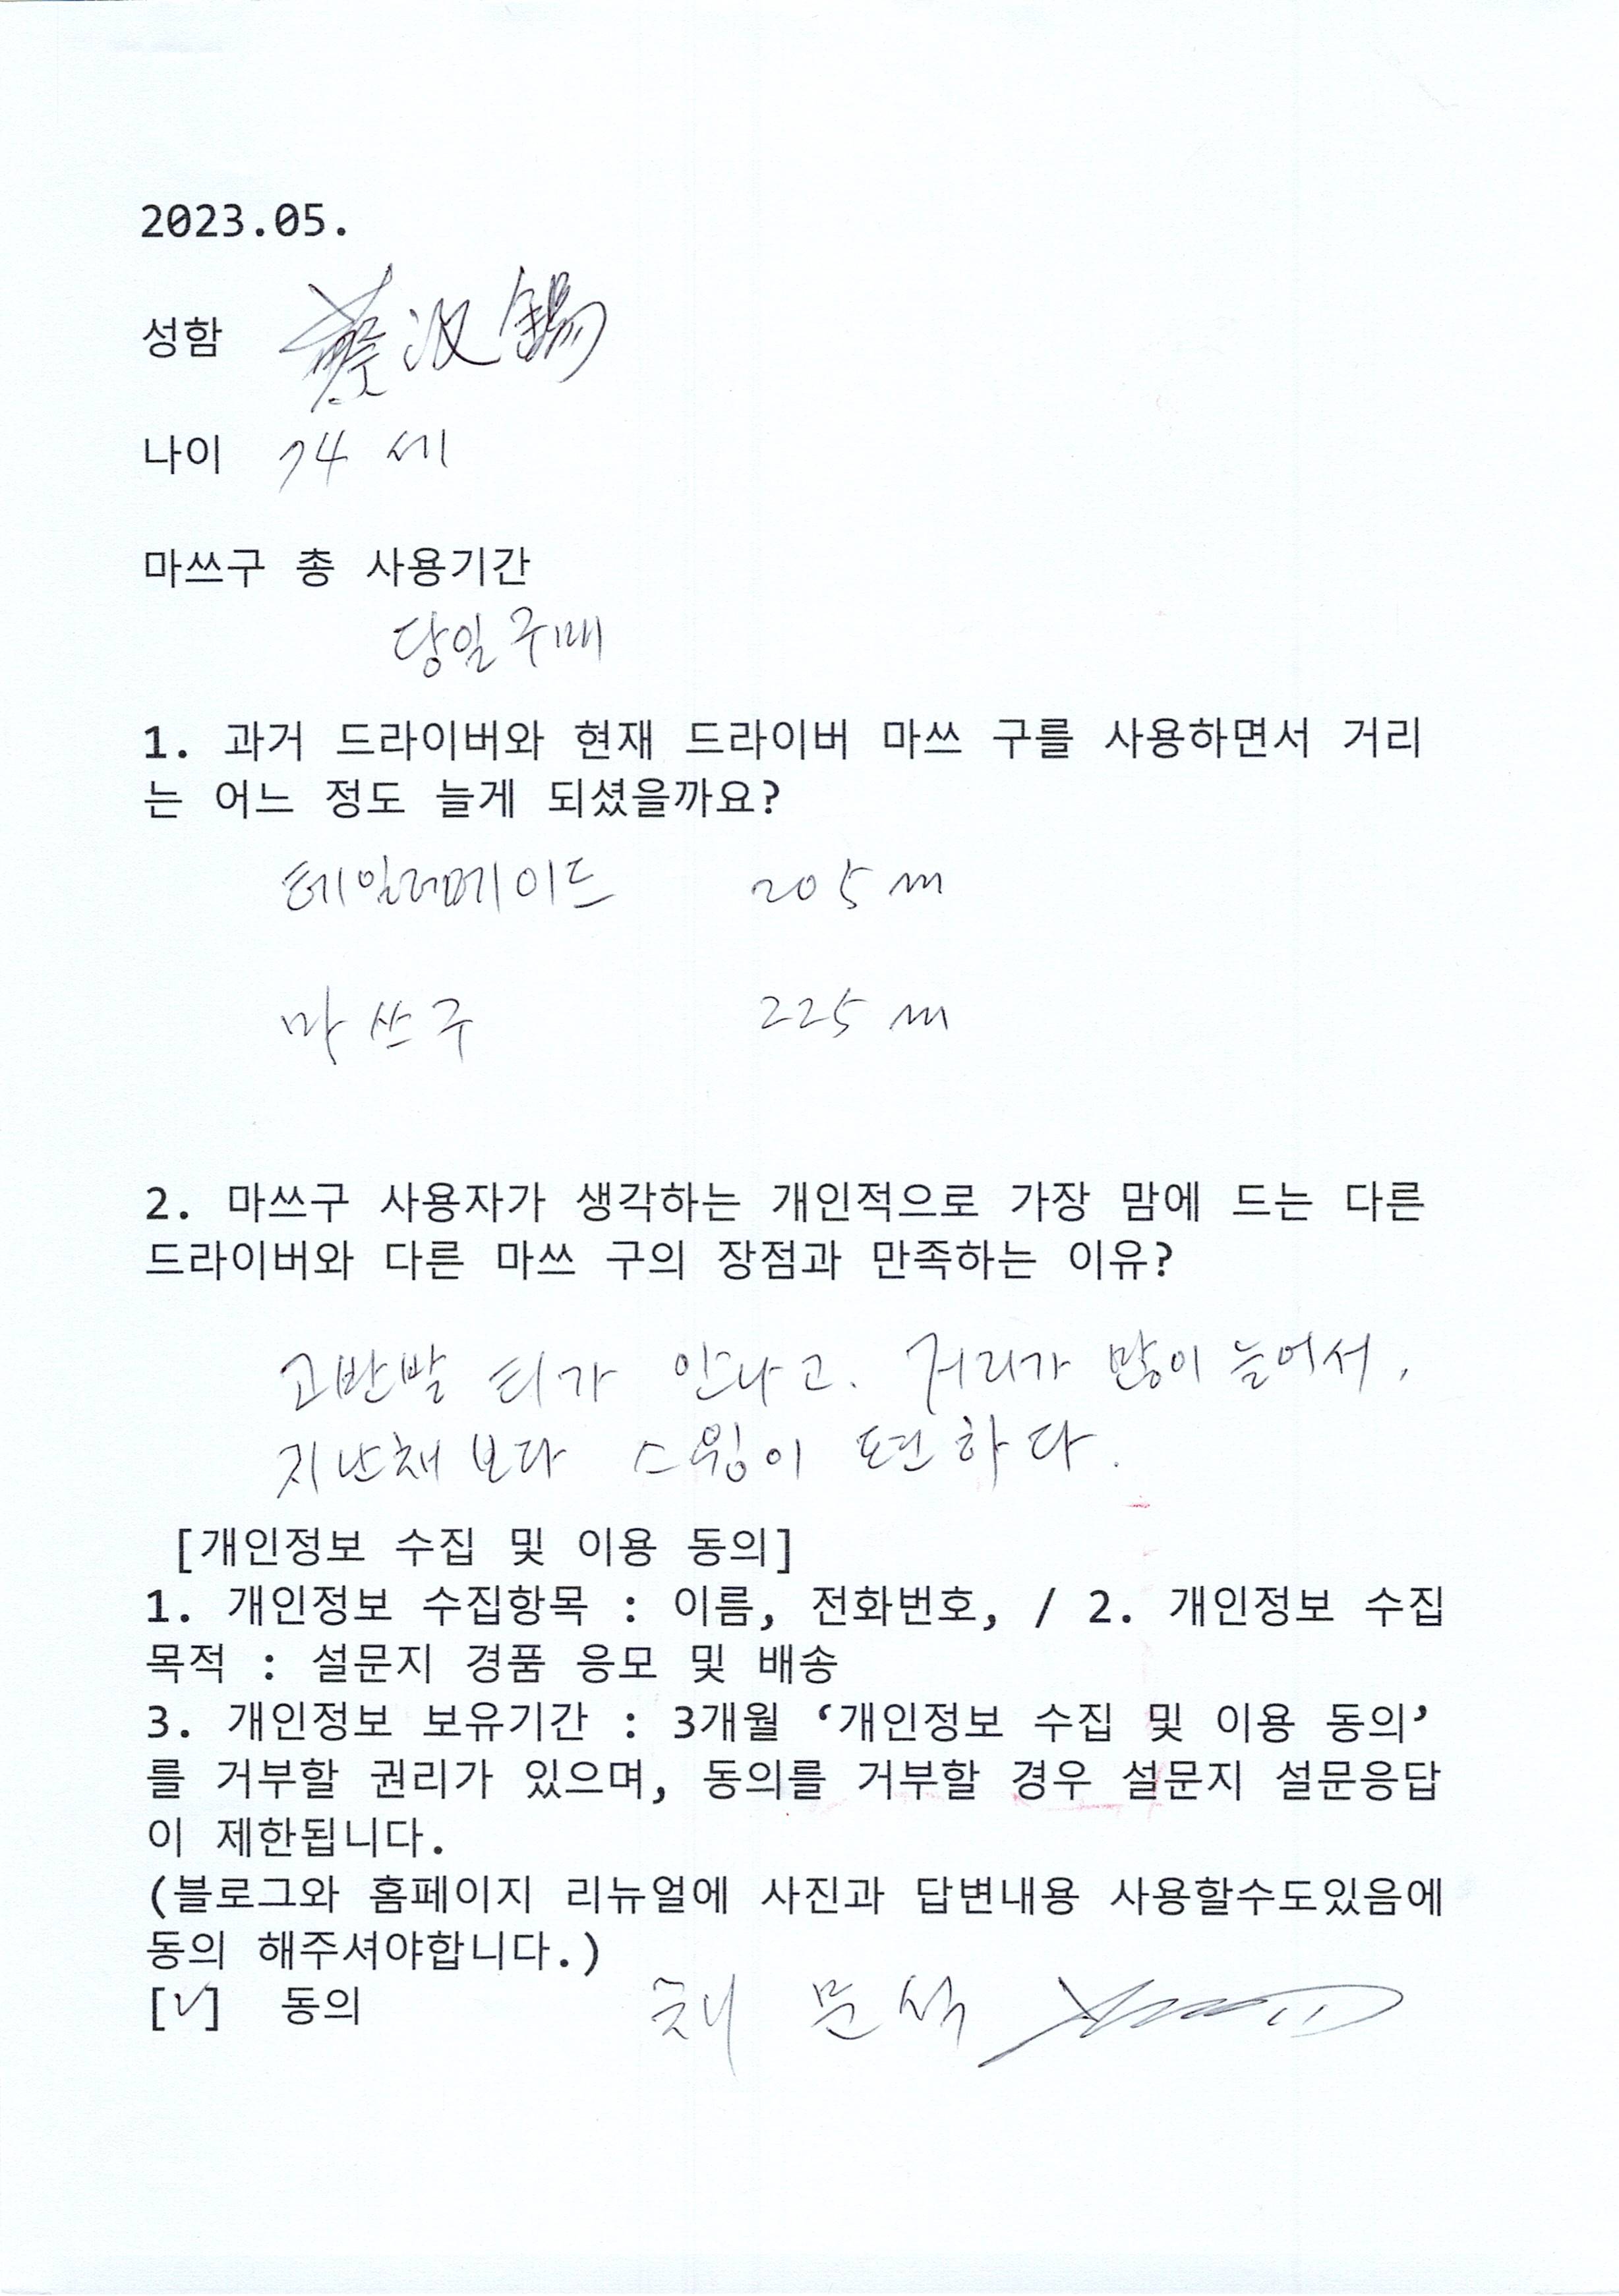 2023.05.
성함 蔡汶錫
나이 74 세
마쓰구 총 사용기간
당일구매
1. 과거 드라이버와 현재 드라이버 마쓰 구를 사용하면서 거리
는 어느 정도 늘게 되셨을까요?
테일러메이드 205 m
마쓰구 225 m
2. 마쓰구 사용자가 생각하는 개인적으로 가장 맘에 드는 다른
드라이버와 다른 마쓰 구의 장점과 만족하는 이유?
고반발 티가 안나고. 거리가 많이 늘어서,
지난채보다 스윙이 편하다.
[개인정보 수집 및 이용 동의]
1. 개인정보 수집항목 : 이름, 전화번호, / 2. 개인정보 수집
목적 : 설문지 경품 응모 및 배송
3. 개인정보 보유기간 : 3개월 ‘개인정보 수집 및 이용 동의’
를 거부할 권리가 있으며, 동의를 거부할 경우 설문지 설문응답
이 제한됩니다.
(블로그와 홈페이지 리뉴얼에 사진과 답변내용 사용할수도있음에
동의 해주셔야합니다.)
[✓] 동의 채 문석